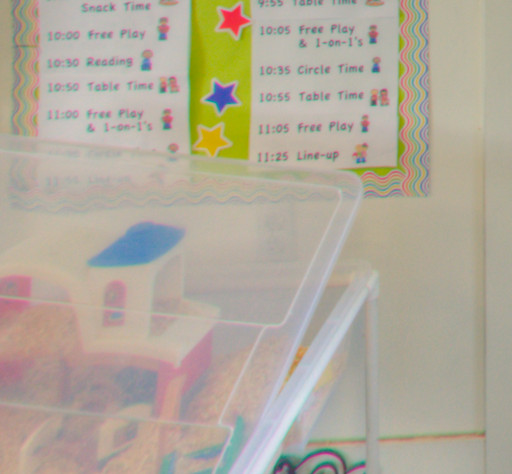 Snack Time
10:00 Free Play
10:30 Reading
10:50 Table Time
11:00 Free Play
& 1-on-1's
9:55 Table Time
10:05 Free Play
& 1-on-1's
10:35 Circle Time
10:55 Table Time
11:05 Free Play
11:25 Line-up